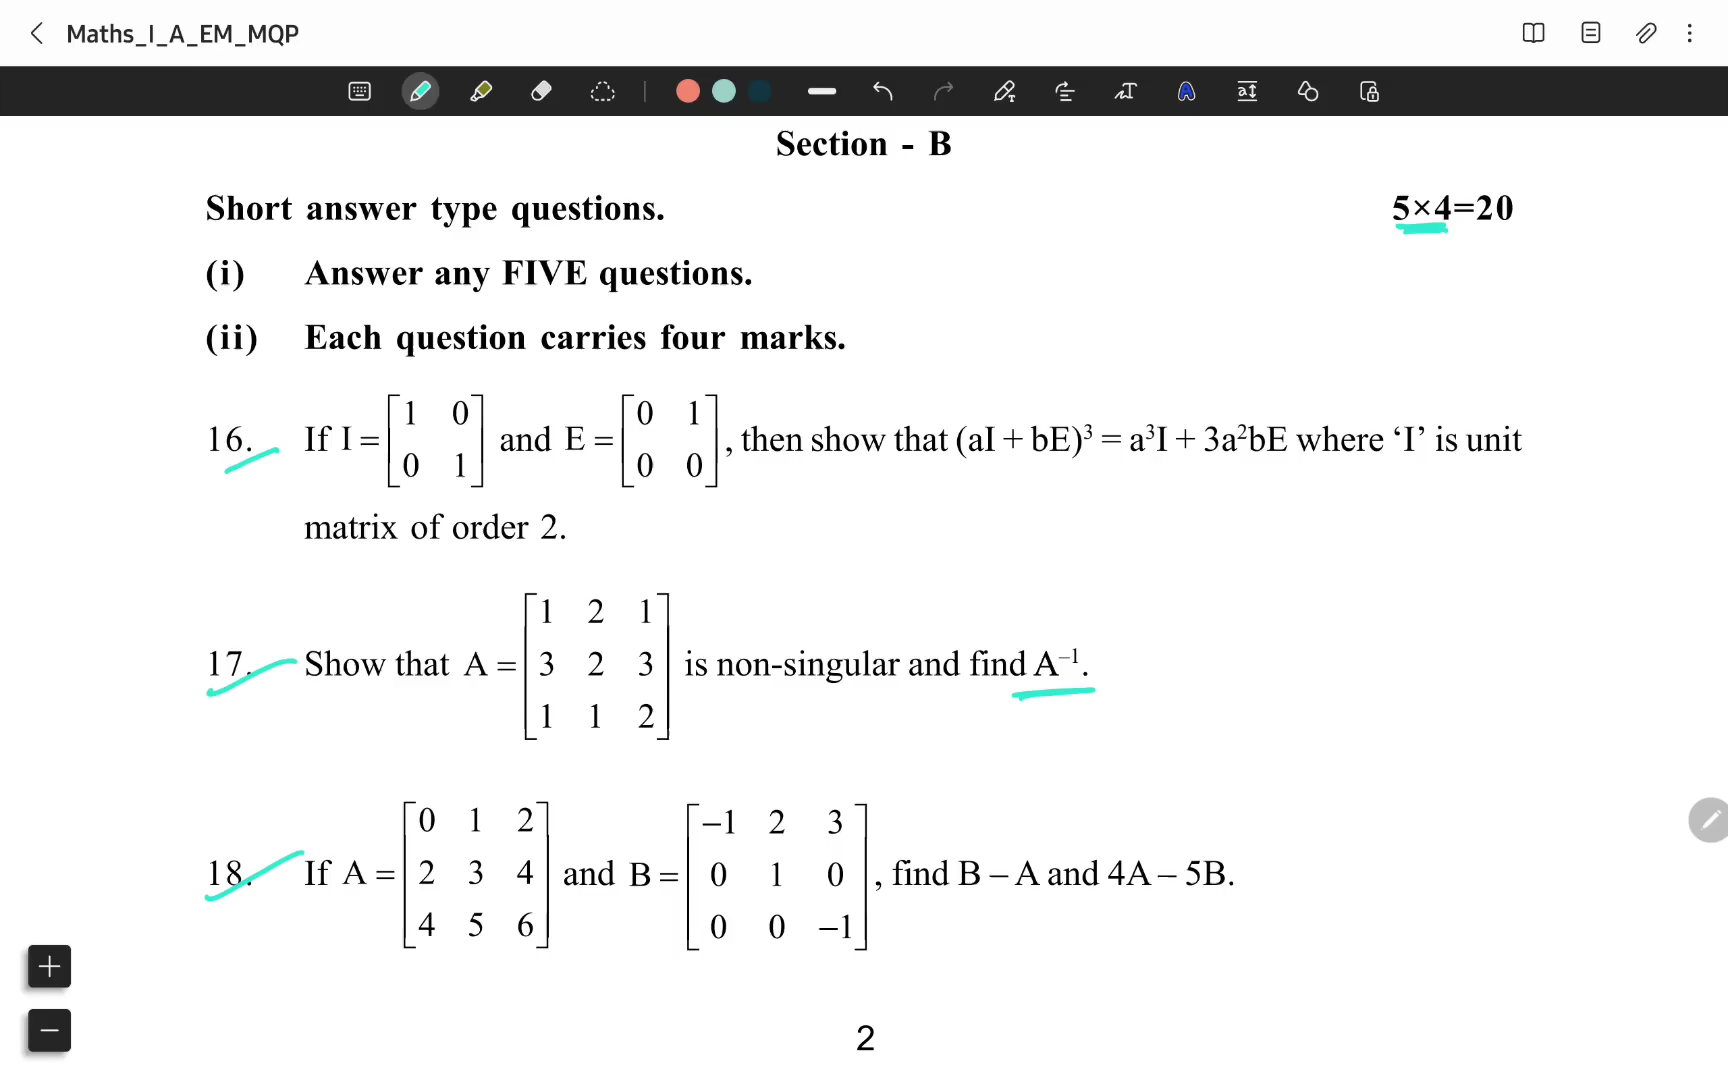 Maths_I_A_EM_MQP
Section - B
Short answer type questions. 5×4=20
(i) Answer any FIVE questions.
(ii) Each question carries four marks.
16. If I = [1 0; 0 1] and E = [0 1; 0 0], then show that (aI + bE)³ = a³I + 3a²bE where ‘I’ is unit
matrix of order 2.
17. Show that A = [1 2 1; 3 2 3; 1 1 2] is non-singular and find A⁻¹.
18. If A = [0 1 2; 2 3 4; 4 5 6] and B = [−1 2 3; 0 1 0; 0 0 −1], find B – A and 4A – 5B.
2